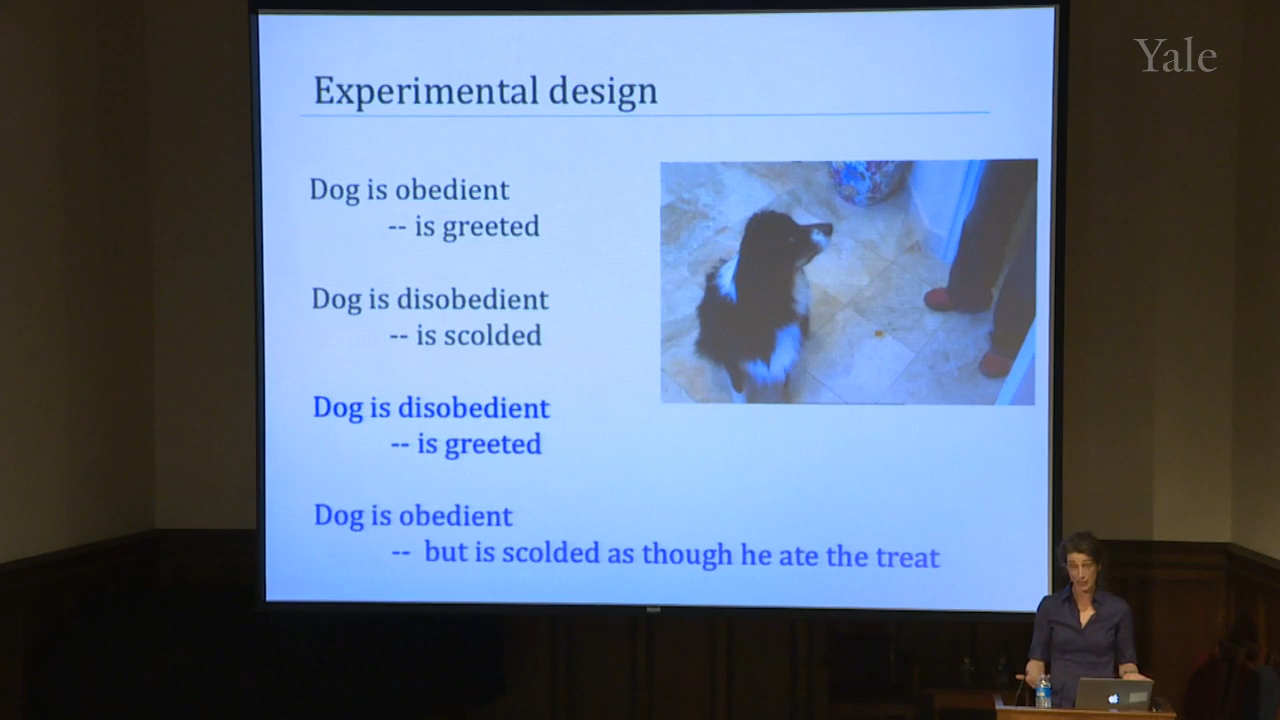 Yale
Experimental design
Dog is obedient
-- is greeted
Dog is disobedient
-- is scolded
Dog is disobedient
-- is greeted
Dog is obedient
-- but is scolded as though he ate the treat